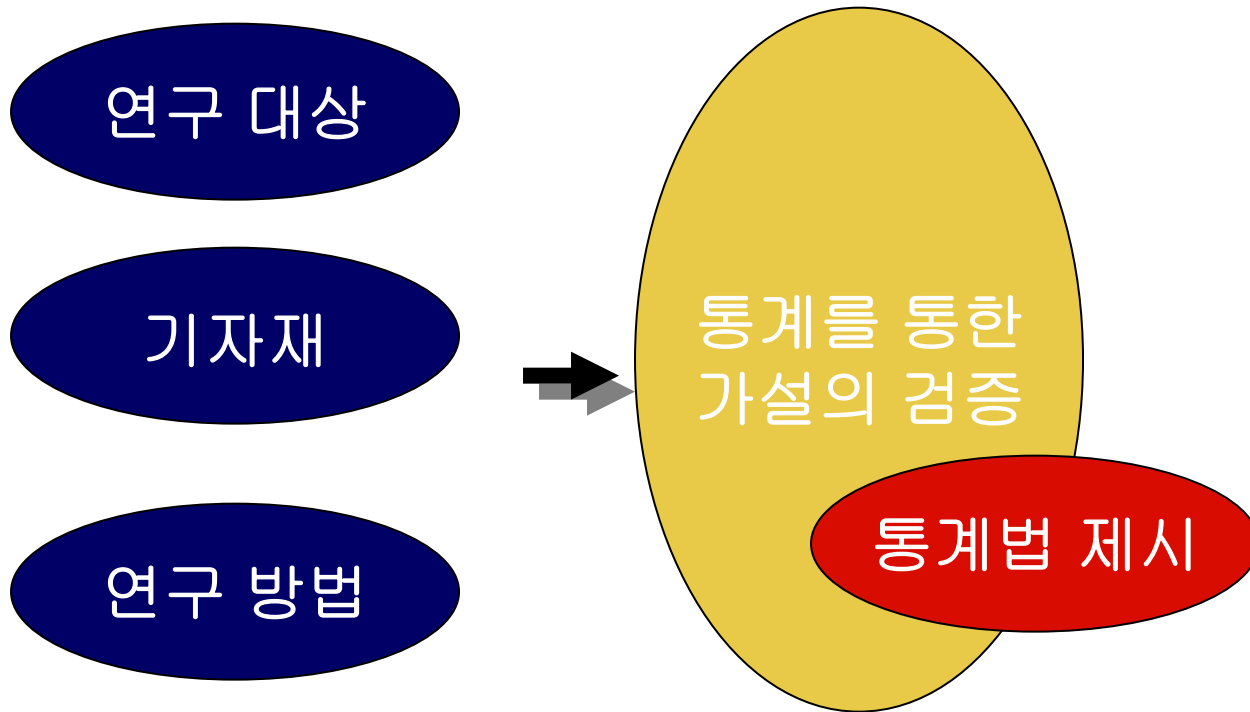 연구 대상
기자재
연구 방법
통계를 통한
가설의 검증
통계법 제시